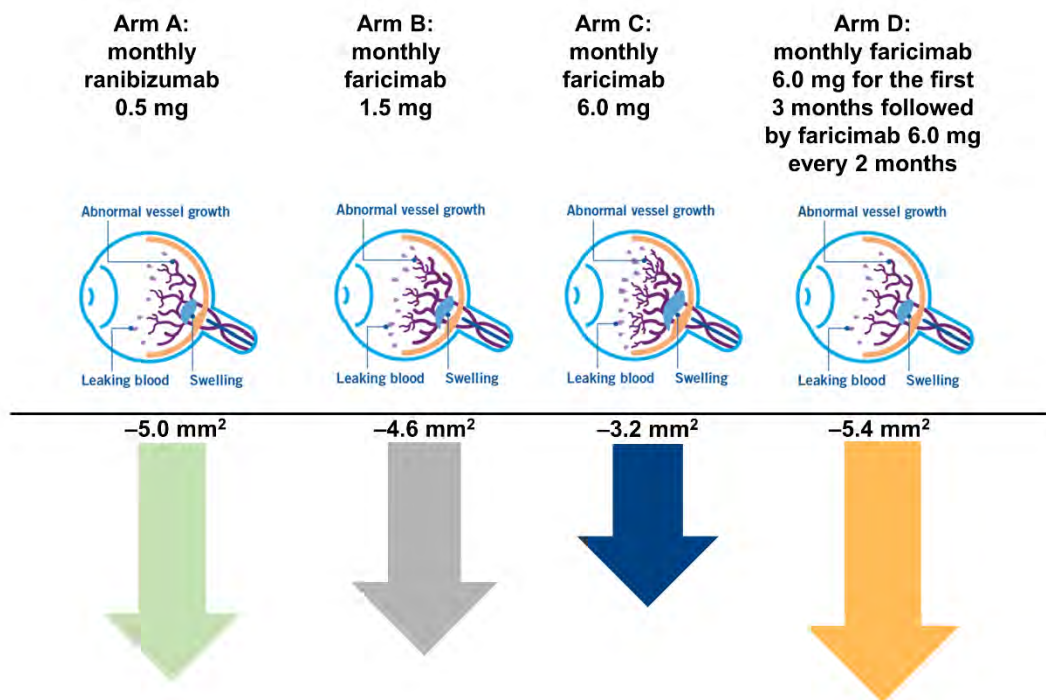 Arm A:
monthly
ranibizumab
0.5 mg
Arm B:
monthly
faricimab
1.5 mg
Arm C:
monthly
faricimab
6.0 mg
Arm D:
monthly faricimab
6.0 mg for the first
3 months followed
by faricimab 6.0 mg
every 2 months
Abnormal vessel growth
Leaking blood
Swelling
Abnormal vessel growth
Leaking blood
Swelling
Abnormal vessel growth
Leaking blood
Swelling
Abnormal vessel growth
Leaking blood
Swelling
–5.0 mm²
–4.6 mm²
–3.2 mm²
–5.4 mm²